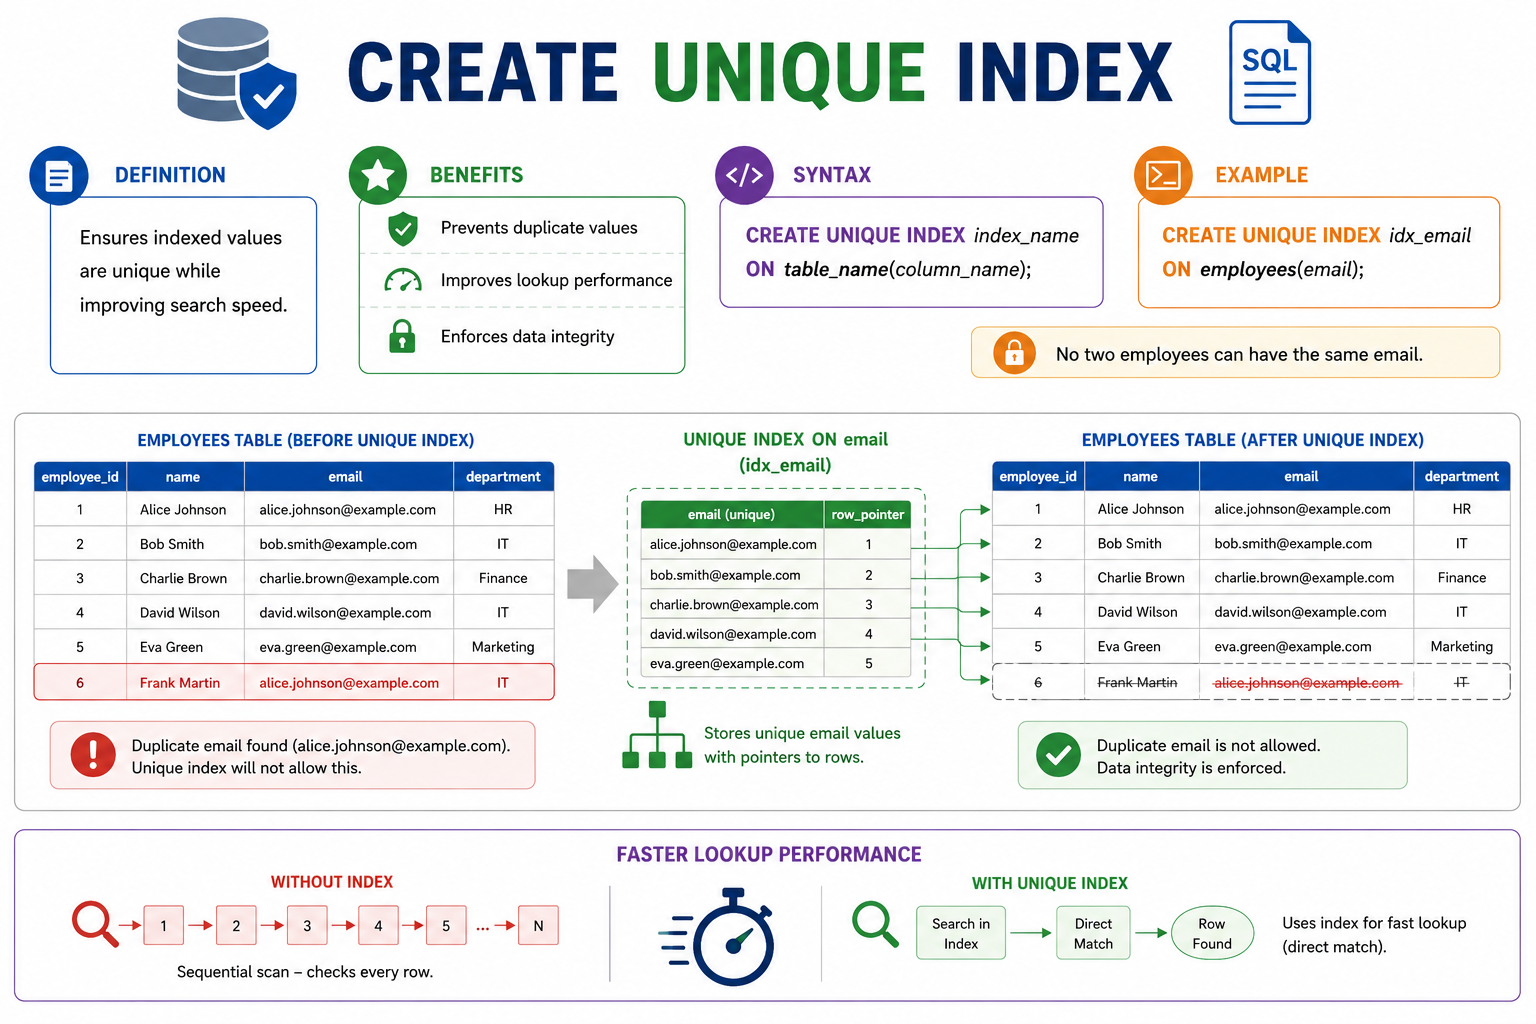 CREATE UNIQUE INDEX
SQL
DEFINITION
Ensures indexed values
are unique while
improving search speed.
BENEFITS
Prevents duplicate values
Improves lookup performance
Enforces data integrity
</> SYNTAX
CREATE UNIQUE INDEX index_name
ON table_name(column_name);
EXAMPLE
CREATE UNIQUE INDEX idx_email
ON employees(email);
No two employees can have the same email.
EMPLOYEES TABLE (BEFORE UNIQUE INDEX)
employee_id name email department
1 Alice Johnson alice.johnson@example.com HR
2 Bob Smith bob.smith@example.com IT
3 Charlie Brown charlie.brown@example.com Finance
4 David Wilson david.wilson@example.com IT
5 Eva Green eva.green@example.com Marketing
6 Frank Martin alice.johnson@example.com IT
Duplicate email found (alice.johnson@example.com).
Unique index will not allow this.
UNIQUE INDEX ON email
(idx_email)
email (unique) row_pointer
alice.johnson@example.com 1
bob.smith@example.com 2
charlie.brown@example.com 3
david.wilson@example.com 4
eva.green@example.com 5
Stores unique email values
with pointers to rows.
EMPLOYEES TABLE (AFTER UNIQUE INDEX)
employee_id name email department
1 Alice Johnson alice.johnson@example.com HR
2 Bob Smith bob.smith@example.com IT
3 Charlie Brown charlie.brown@example.com Finance
4 David Wilson david.wilson@example.com IT
5 Eva Green eva.green@example.com Marketing
6 Frank Martin alice.johnson@example.com IT
Duplicate email is not allowed.
Data integrity is enforced.
FASTER LOOKUP PERFORMANCE
WITHOUT INDEX
1 2 3 4 5 ... N
Sequential scan – checks every row.
WITH UNIQUE INDEX
Search in
Index
Direct
Match
Row
Found
Uses index for fast lookup
(direct match).